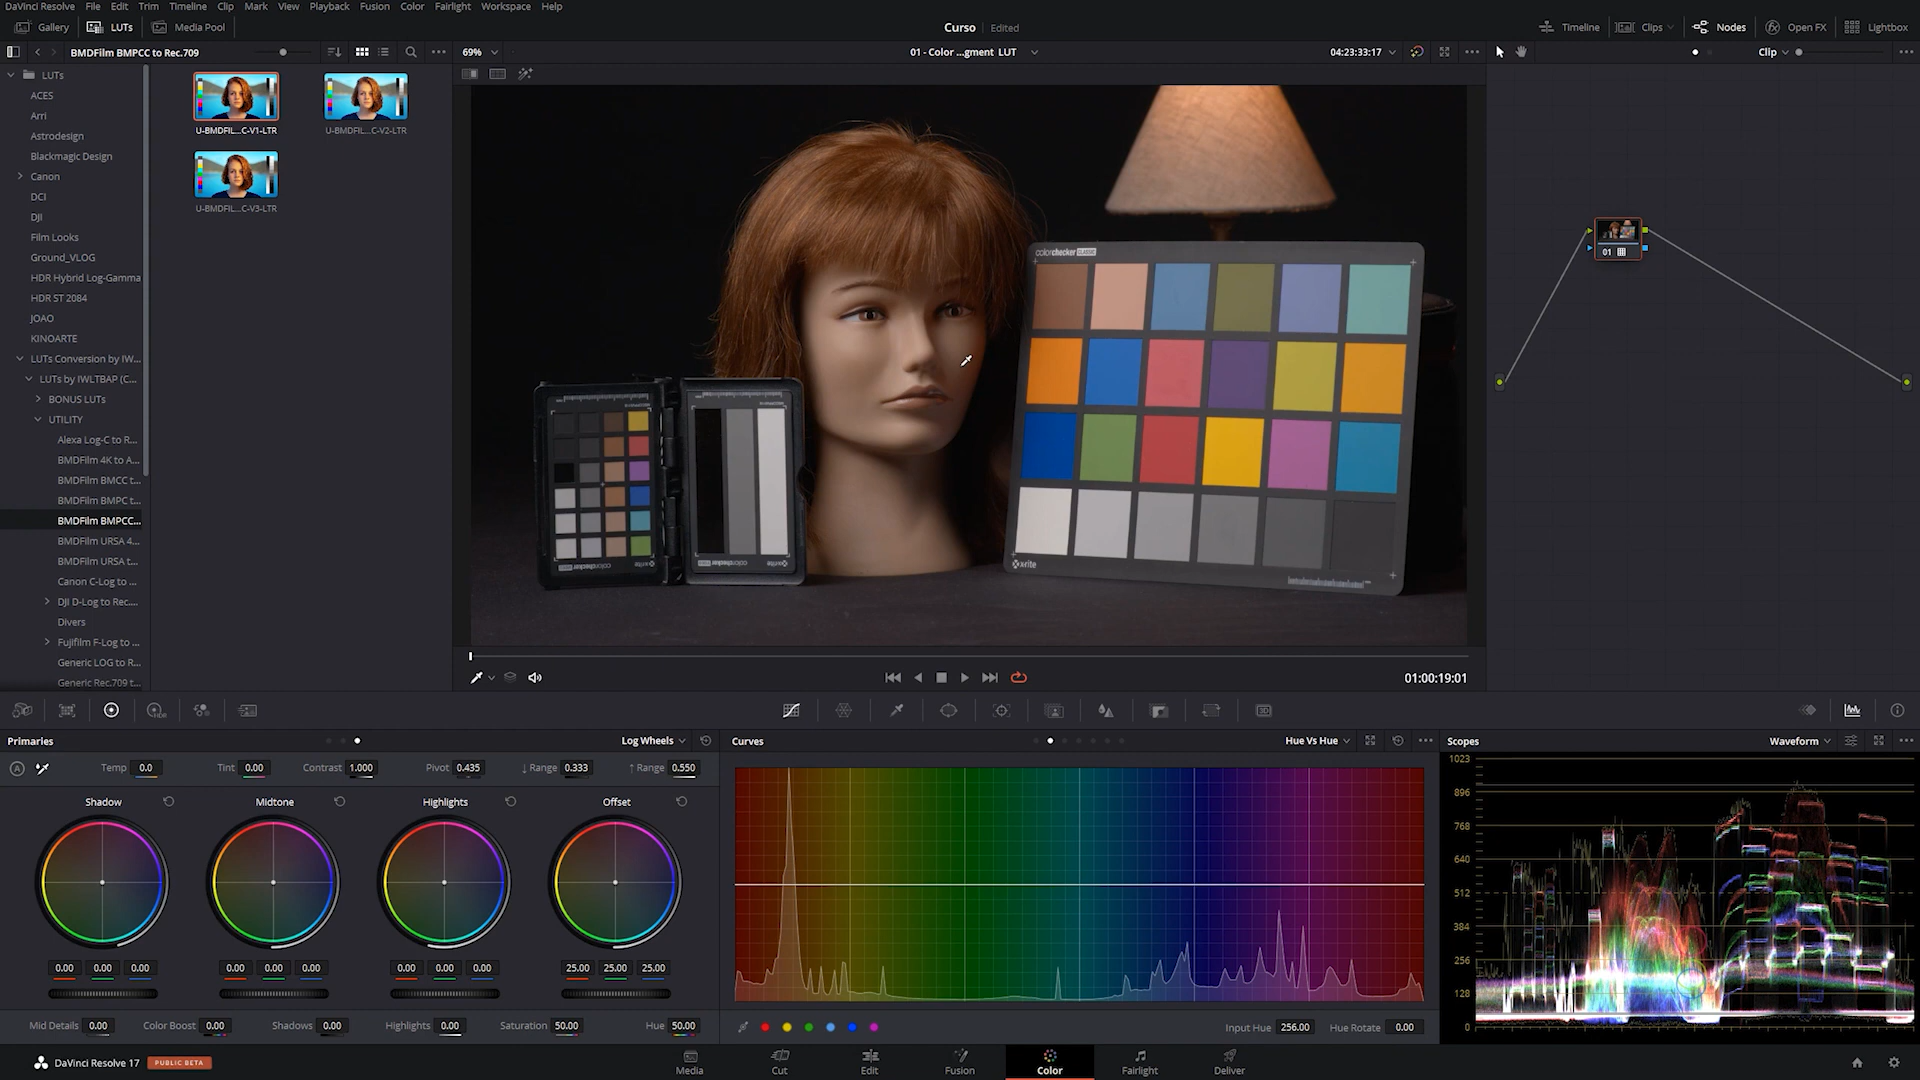 DaVinci Resolve File Edit Trim Timeline Clip Mark View Playback Fusion Color Fairlight Workspace Help
Gallery LUTs Media Pool Curso Edited Timeline Clips Nodes Open FX Lightbox
BMDFilm BMPCC to Rec.709 69% 01 - Color ...gment LUT 04:23:33:17 Clip
LUTs
ACES
Arri
Astrodesign
Blackmagic Design
Canon
DCI
DJI
Film Looks
Ground_VLOG
HDR Hybrid Log-Gamma
HDR ST 2084
JOAO
KINOARTE
LUTs Conversion by IW...
LUTs by IWLTBAP (C...
BONUS LUTs
UTILITY
Alexa Log-C to R...
BMDFilm 4K to A...
BMDFilm BMCC t...
BMDFilm BMPC t...
BMDFilm BMPCC...
BMDFilm URSA 4...
BMDFilm URSA t...
Canon C-Log to ...
DJI D-Log to Rec....
Divers
Fujifilm F-Log to ...
Generic LOG to R...
Generic Rec.709 t...
U-BMDFIL...C-V1-LTR
U-BMDFIL...C-V2-LTR
U-BMDFIL...C-V3-LTR
colorchecker CLASSIC
x-rite
x-rite
colorchecker
colorchecker
x-rite
01
01:00:19:01
Primaries Log Wheels
Temp 0.0 Tint 0.00 Contrast 1.000 Pivot 0.435 Range 0.333 Range 0.550
Shadow Midtone Highlights Offset
0.00 0.00 0.00 0.00 0.00 0.00 0.00 0.00 0.00 25.00 25.00 25.00
Mid Details 0.00 Color Boost 0.00 Shadows 0.00 Highlights 0.00 Saturation 50.00 Hue 50.00
Curves Hue Vs Hue
Input Hue 256.00 Hue Rotate 0.00
Scopes Waveform
1023
896
768
640
512
384
256
128
0
DaVinci Resolve 17 PUBLIC BETA
Media Cut Edit Fusion Color Fairlight Deliver